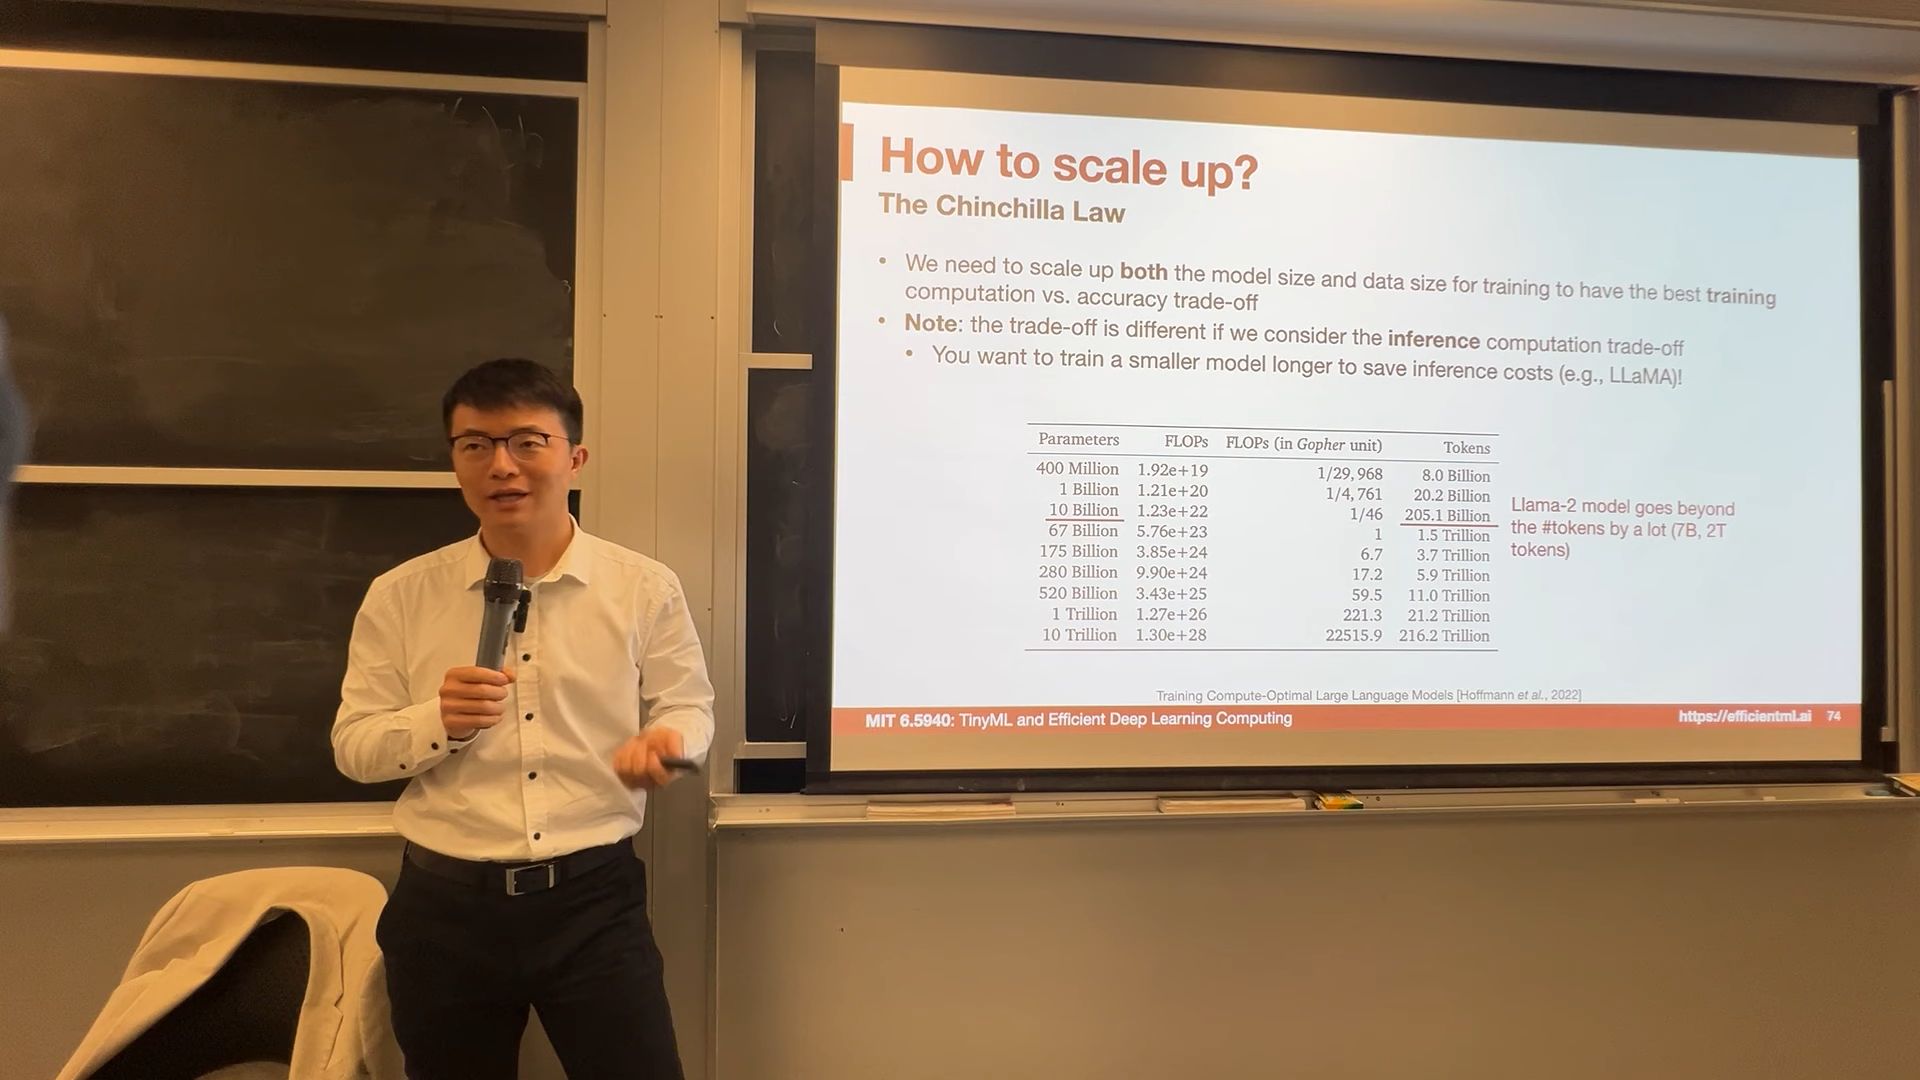 How to scale up?
The Chinchilla Law
• We need to scale up both the model size and data size for training to have the best training
computation vs. accuracy trade-off
• Note: the trade-off is different if we consider the inference computation trade-off
• You want to train a smaller model longer to save inference costs (e.g., LLaMA)!
Parameters FLOPs FLOPs (in Gopher unit) Tokens
400 Million 1.92e+19 1/29,968 8.0 Billion
1 Billion 1.21e+20 1/4,761 20.2 Billion
10 Billion 1.23e+22 1/46 205.1 Billion
67 Billion 5.76e+23 1 1.5 Trillion
175 Billion 3.85e+24 6.7 3.7 Trillion
280 Billion 9.90e+24 17.2 5.9 Trillion
520 Billion 3.43e+25 59.5 11.0 Trillion
1 Trillion 1.27e+26 221.3 21.2 Trillion
10 Trillion 1.30e+28 22515.9 216.2 Trillion
Llama-2 model goes beyond
the #tokens by a lot (7B, 2T
tokens)
Training Compute-Optimal Large Language Models [Hoffmann et al., 2022]
MIT 6.5940: TinyML and Efficient Deep Learning Computing
https://efficientml.ai 74